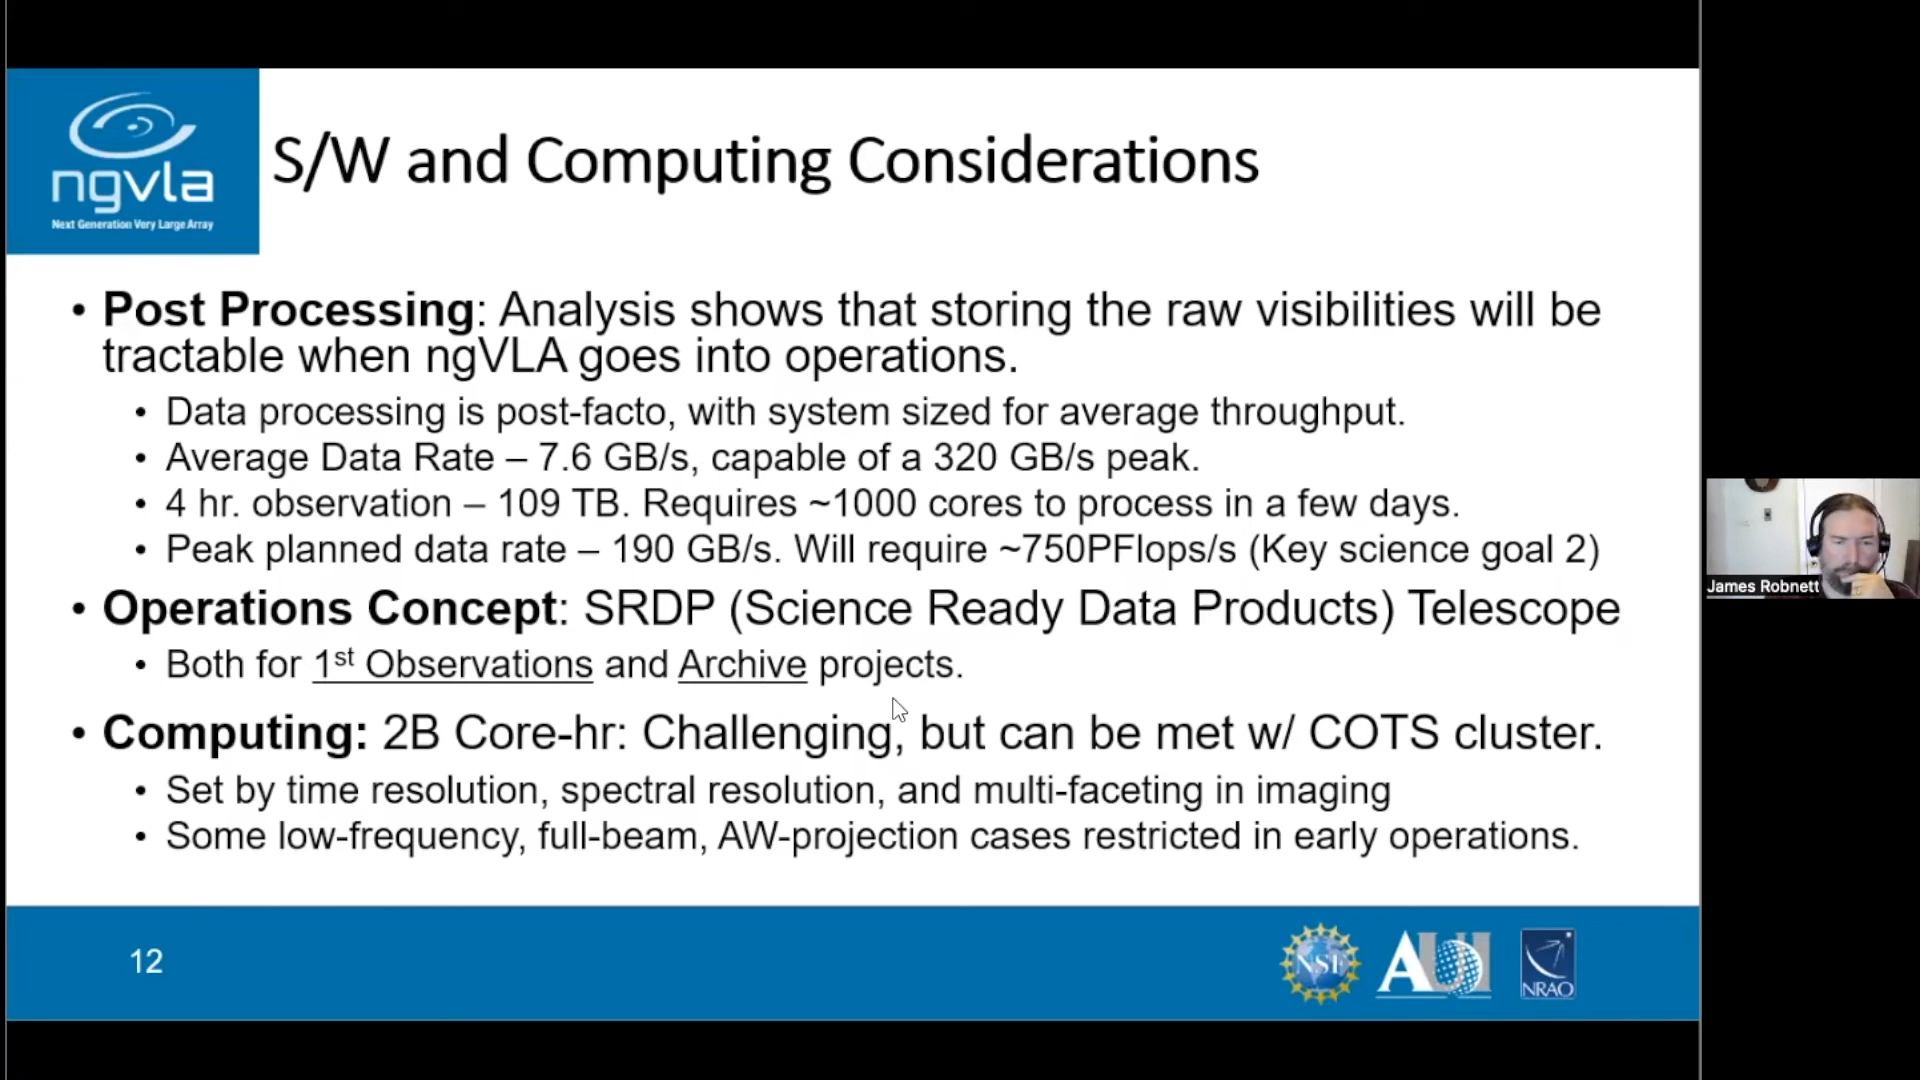 ngvla
Next Generation Very Large Array
S/W and Computing Considerations
• Post Processing: Analysis shows that storing the raw visibilities will be
tractable when ngVLA goes into operations.
• Data processing is post-facto, with system sized for average throughput.
• Average Data Rate – 7.6 GB/s, capable of a 320 GB/s peak.
• 4 hr. observation – 109 TB. Requires ~1000 cores to process in a few days.
• Peak planned data rate – 190 GB/s. Will require ~750PFlops/s (Key science goal 2)
• Operations Concept: SRDP (Science Ready Data Products) Telescope
• Both for 1st Observations and Archive projects.
• Computing: 2B Core-hr: Challenging, but can be met w/ COTS cluster.
• Set by time resolution, spectral resolution, and multi-faceting in imaging
• Some low-frequency, full-beam, AW-projection cases restricted in early operations.
12
NSF
AUI
NRAO
James Robnett